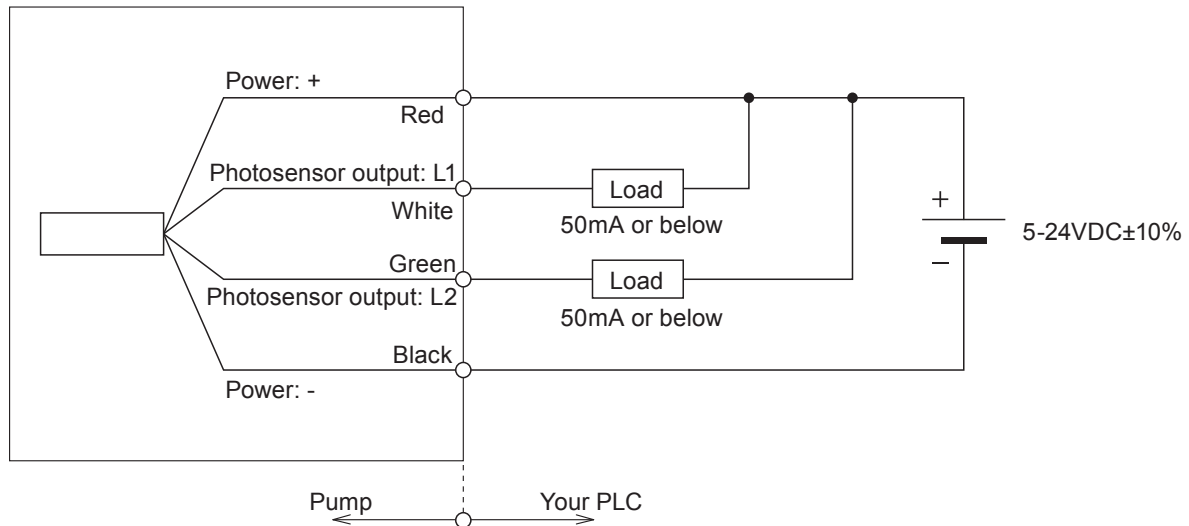 Power: +
Red
Photosensor output: L1
White
Load
50mA or below
+
5-24VDC±10%
−
Green
Photosensor output: L2
Load
50mA or below
Black
Power: -
Pump
Your PLC